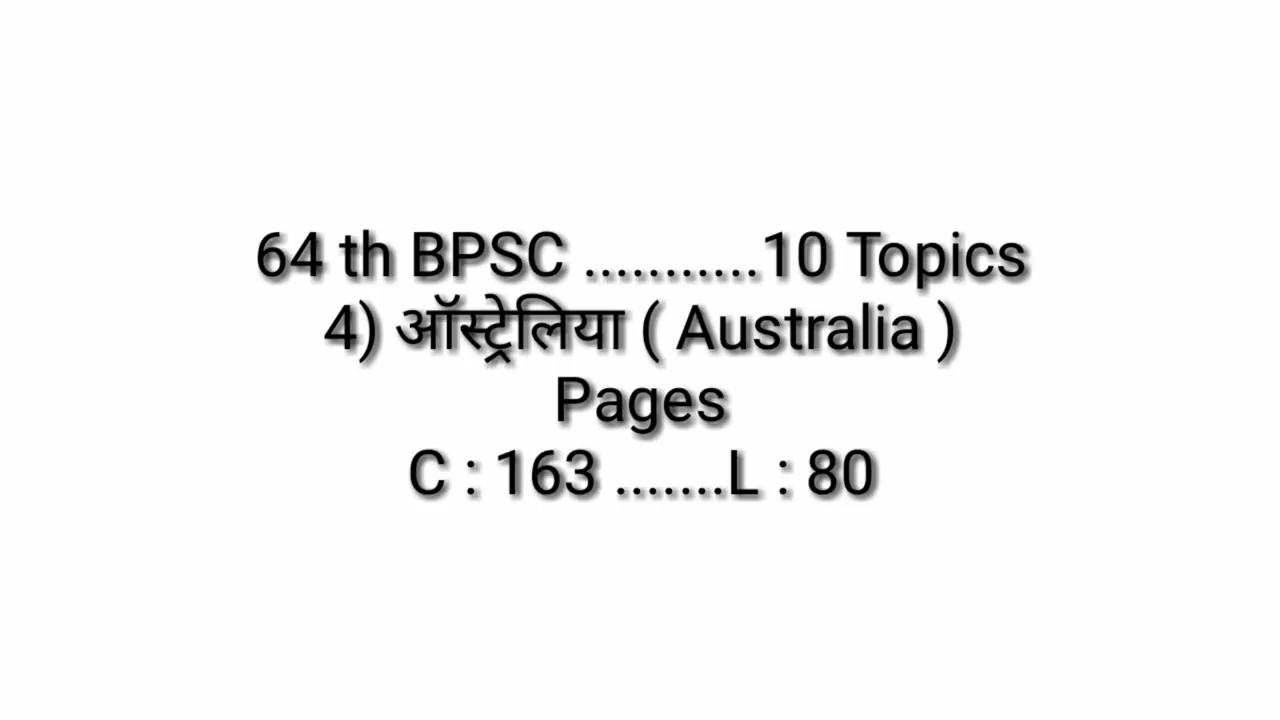 64 th BPSC ...........10 Topics
4) ऑस्ट्रेलिया ( Australia )
Pages
C : 163 .......L : 80